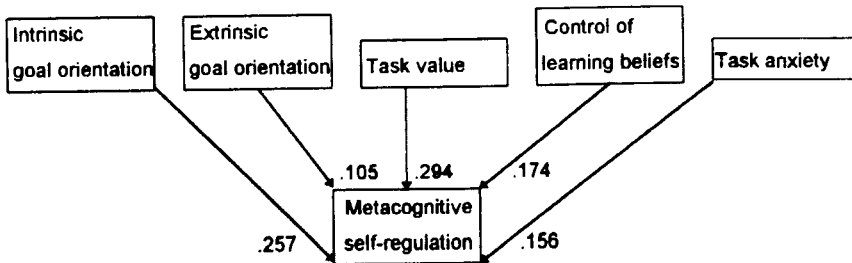 Intrinsic
goal orientation
Extrinsic
goal orientation
Task value
Control of
learning beliefs
Task anxiety
.105
.294
.174
Metacognitive
self-regulation
.257
.156